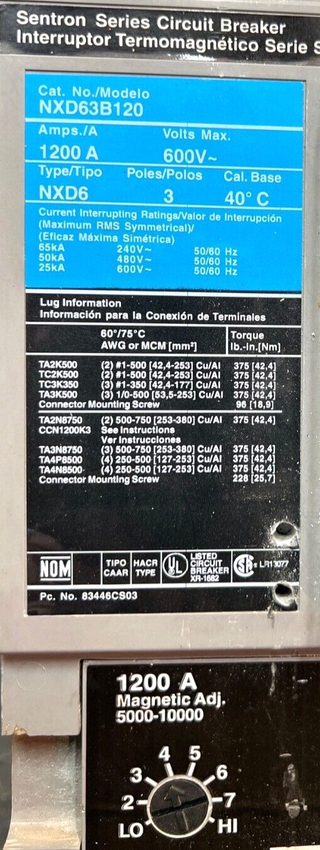 Sentron Series Circuit Breaker
Interruptor Termomagnético Serie S
Cat. No./Modelo
NXD63B120
Amps./A Volts Max.
1200 A 600V~
Type/Tipo Poles/Polos Cal. Base
NXD6 3 40° C
Current Interrupting Ratings/Valor de Interrupción
(Maximum RMS Symmetrical)/
(Eficaz Máxima Simétrica)
65kA 240V~ 50/60 Hz
50kA 480V~ 50/60 Hz
25kA 600V~ 50/60 Hz
Lug Information
Información para la Conexión de Terminales
60°/75°C Torque
AWG or MCM [mm²] lb.-in.[Nm]
TA2K500 (2) #1-500 [42,4-253] Cu/Al 375 [42,4]
TC2K500 (2) #1-500 [42,4-253] Cu/Al 375 [42,4]
TC3K350 (3) #1-350 [42,4-177] Cu/Al 375 [42,4]
TA3K500 (3) 1/0-500 [53,5-253] Cu/Al 375 [42,4]
Connector Mounting Screw 96 [18,9]
TA2N8750 (2) 500-750 [253-380] Cu/Al 375 [42,4]
CCN1200K3 See Instructions
Ver Instrucciones
TA3N8750 (3) 500-750 [253-380] Cu/Al 375 [42,4]
TA4P8500 (4) 250-500 [127-253] Cu/Al 375 [42,4]
TA4N8500 (4) 250-500 [127-253] Cu/Al 375 [42,4]
Connector Mounting Screw 228 [25,7]
NOM TIPO CAAR HACR TYPE UL LISTED CIRCUIT BREAKER XR-1682 SA LR13077
Pc. No. 83446CS03
1200 A
Magnetic Adj.
5000-10000
4 5
3 6
2 7
LO HI